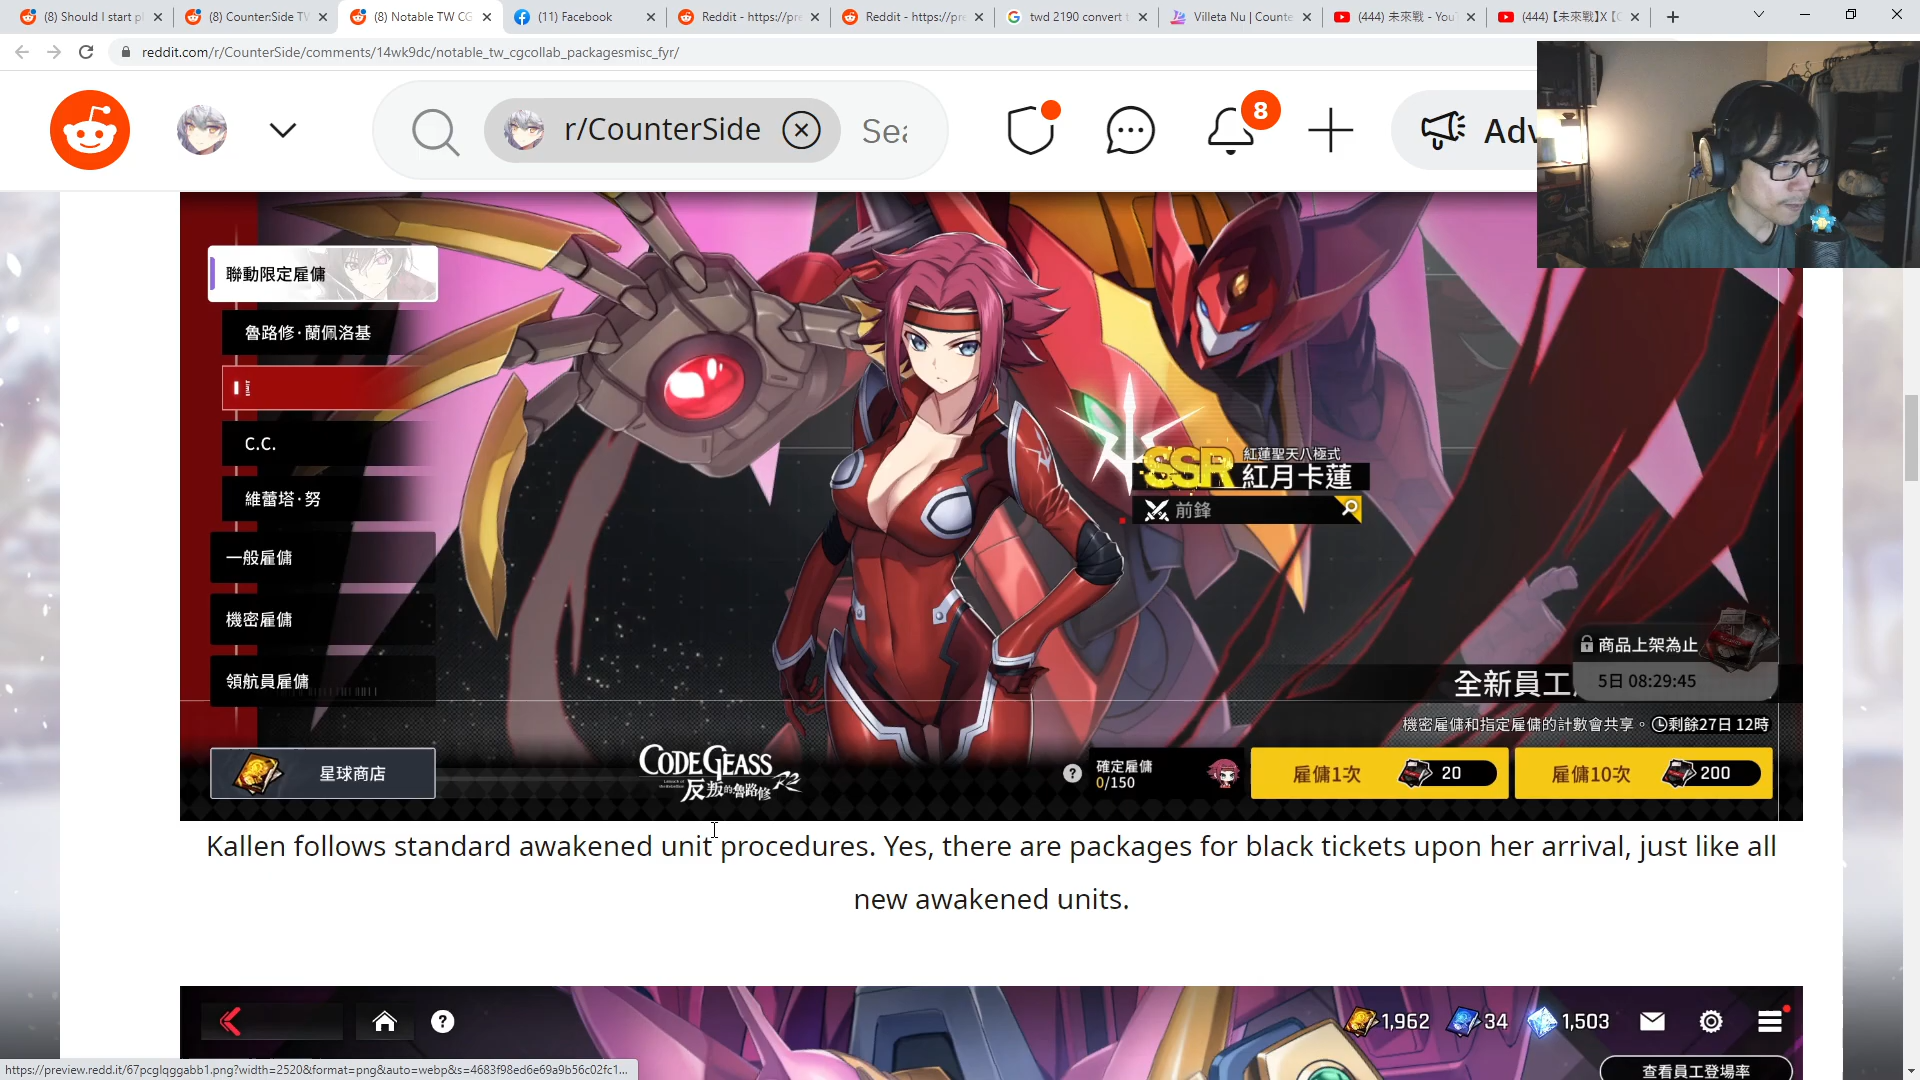 (8) Should I start pl
(8) Counter:Side TW
(8) Notable TW CG
(11) Facebook
Reddit - https://pre
Reddit - https://pre
twd 2190 convert t
Villeta Nu | Counte
(444) 未來戰 - YouT
(444)【未來戰】X【C
reddit.com/r/CounterSide/comments/14wk9dc/notable_tw_cgcollab_packagesmisc_fyr/
r/CounterSide
Sea
8
Adv
聯動限定雇傭
魯路修·蘭佩洛基
C.C.
維蕾塔·努
一般雇傭
機密雇傭
領航員雇傭
星球商店
SSR
紅蓮聖天八極式
紅月卡蓮
前鋒
商品上架為止
5日 08:29:45
全新員工
機密雇傭和指定雇傭的計數會共享。剩餘27日 12時
CODE GEASS
反叛的魯路修 R2
? 確定雇傭
0/150
雇傭1次 20
雇傭10次 200
Kallen follows standard awakened unit procedures. Yes, there are packages for black tickets upon her arrival, just like all
new awakened units.
?
1,962
34
1,503
查看員工登場率
https://preview.redd.it/67pcglqggabb1.png?width=2520&format=png&auto=webp&s=4683f98ed6e69a9b56c02fc1...